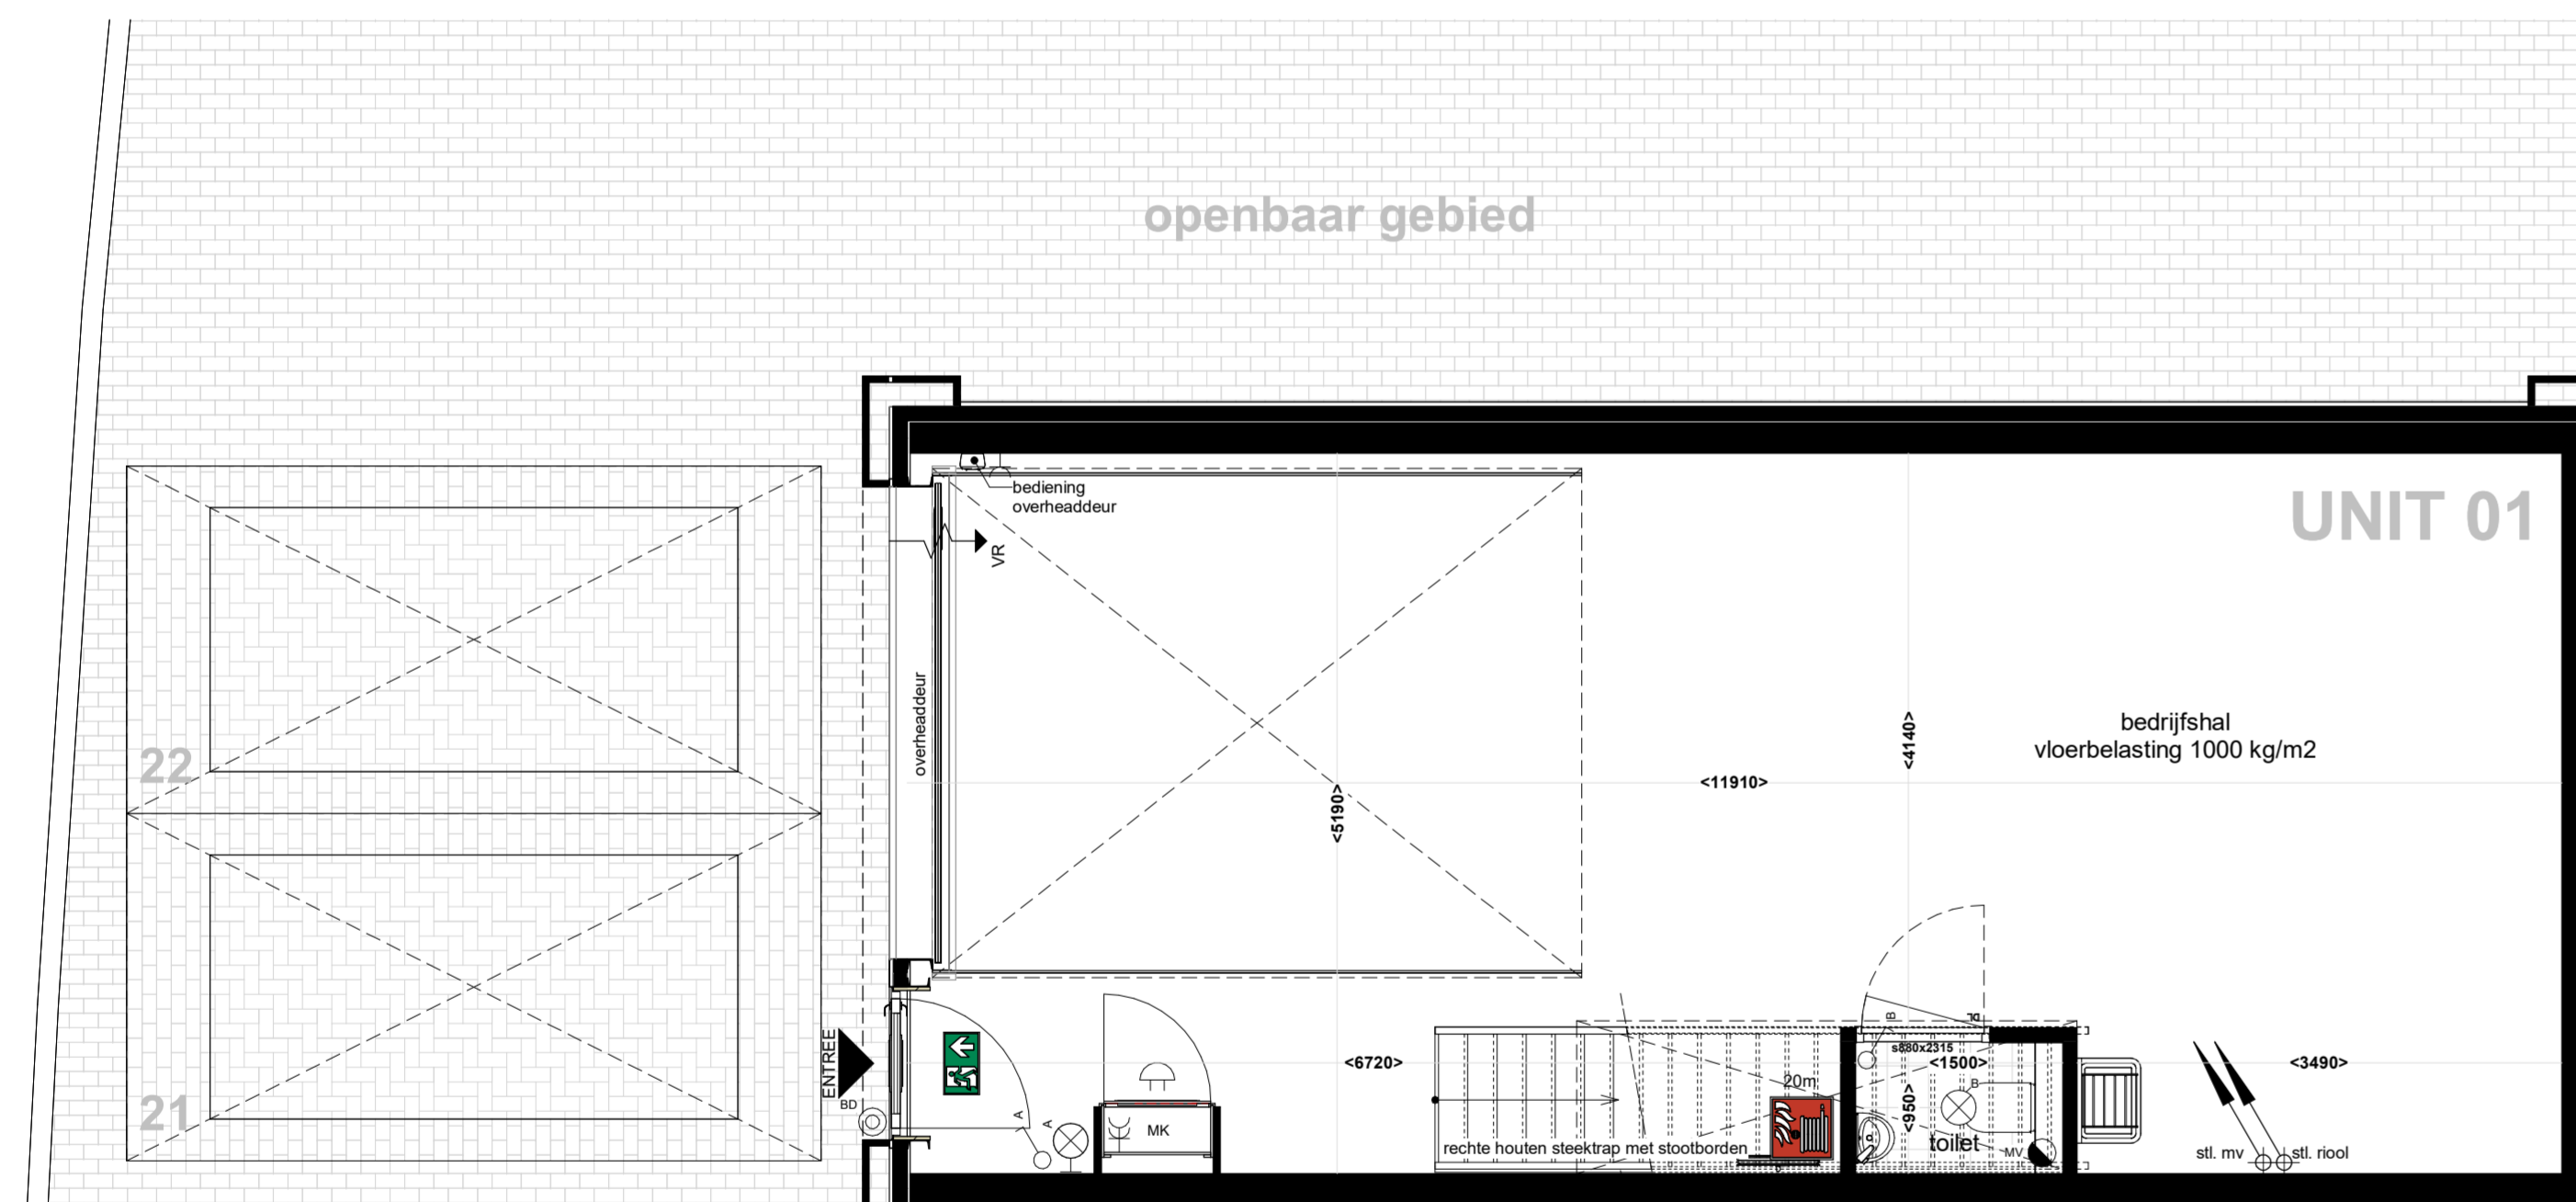 openbaar gebied
UNIT 01
bediening
overheaddeur
VR
overheaddeur
22
<5190>
<11910>
<4140>
bedrijfshal
vloerbelasting 1000 kg/m2
21
ENTREE
BD
A
A
MK
<6720>
rechte houten steektrap met stootborden
20m
B
s880x2315
<1500>
<950>
B
toilet
MV
<3490>
stl. mv
stl. riool